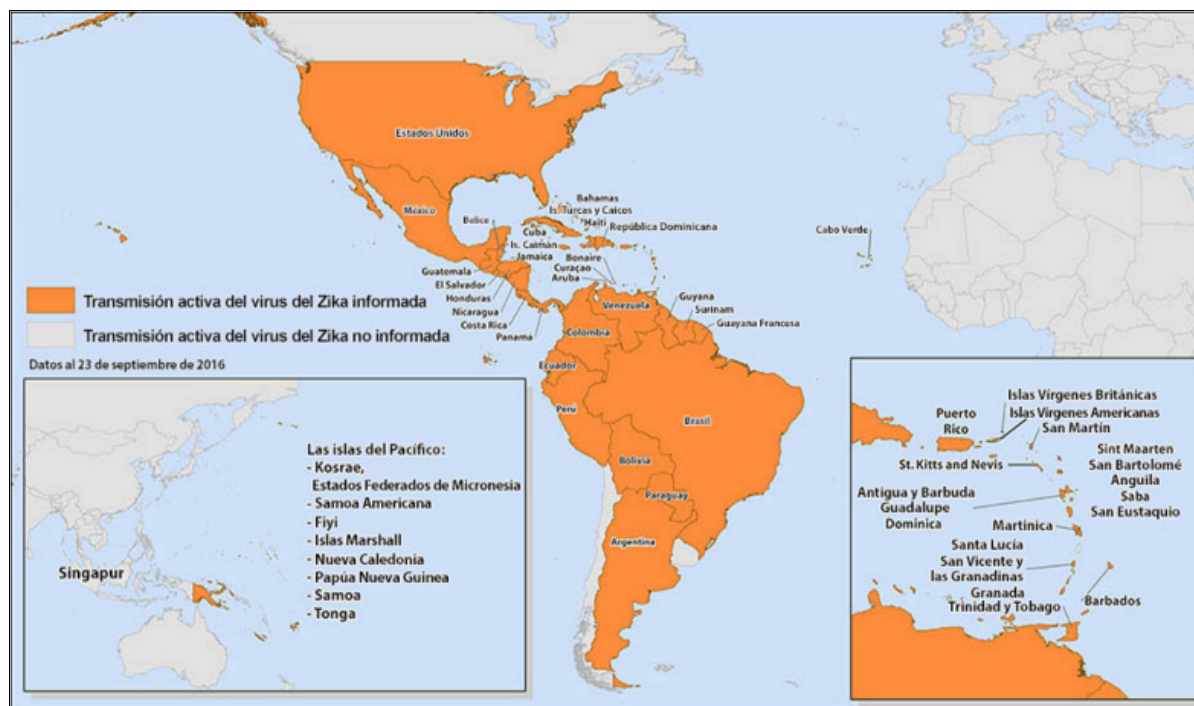 Estados Unidos
México
Bahamas
Is. Turcas y Caicos
Haití
República Dominicana
Belice
Cuba
Is. Caimán
Jamaica
Bonaire
Curaçao
Aruba
Cabo Verde
Guatemala
El Salvador
Honduras
Nicaragua
Costa Rica
Panama
Venezuela
Guyana
Surinam
Guayana Francesa
Colombia
Ecuador
Perú
Brasil
Bolivia
Paraguay
Argentina
Transmisión activa del virus del Zika informada
Transmisión activa del virus del Zika no informada
Datos al 23 de septiembre de 2016
Singapur
Las islas del Pacífico:
- Kosrae,
Estados Federados de Micronesia
- Samoa Americana
- Fiyi
- Islas Marshall
- Nueva Caledonia
- Papúa Nueva Guinea
- Samoa
- Tonga
Islas Vírgenes Británicas
Islas Vírgenes Americanas
San Martín
Puerto
Rico
St. Kitts and Nevis
Sint Maarten
San Bartolomé
Anguila
Saba
San Eustaquio
Antigua y Barbuda
Guadalupe
Dominica
Martinica
Santa Lucía
San Vicente y
las Granadinas
Granada
Trinidad y Tobago
Barbados